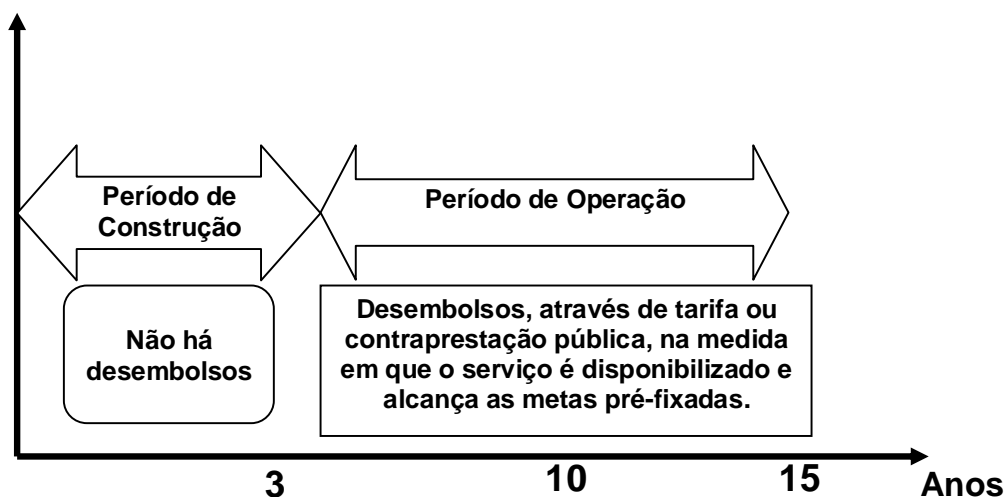 Período de
Construção
Período de Operação
Não há
desembolsos
Desembolsos, através de tarifa ou
contraprestação pública, na medida
em que o serviço é disponibilizado e
alcança as metas pré-fixadas.
3
10
15
Anos